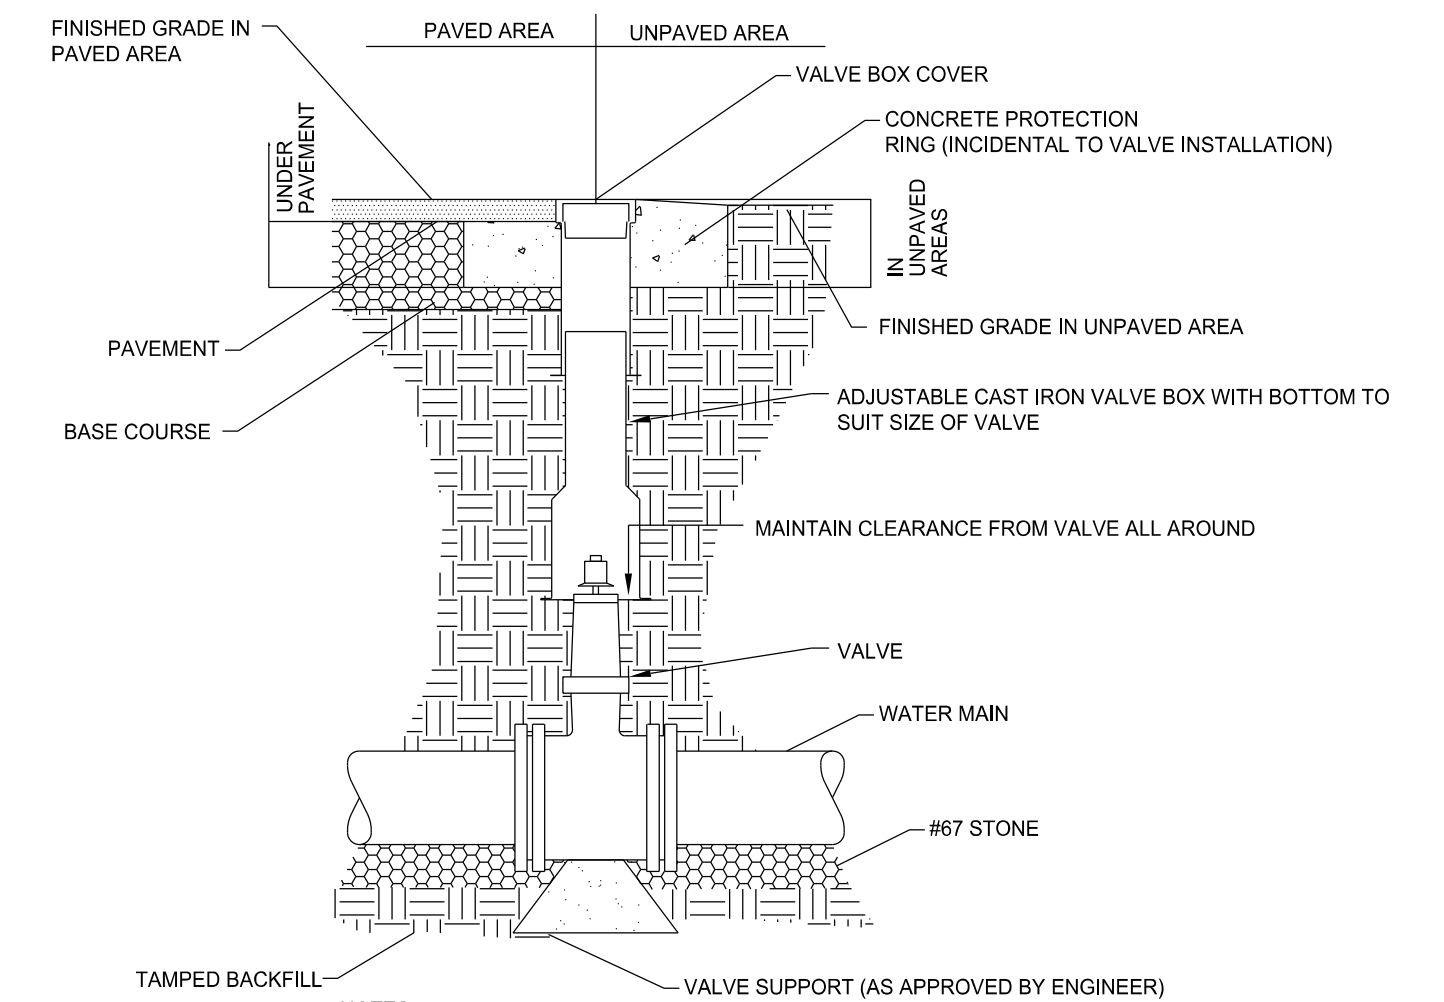 FINISHED GRADE IN
PAVED AREA
PAVED AREA
UNPAVED AREA
VALVE BOX COVER
CONCRETE PROTECTION
RING (INCIDENTAL TO VALVE INSTALLATION)
UNDER
PAVEMENT
IN
UNPAVED
AREAS
FINISHED GRADE IN UNPAVED AREA
PAVEMENT
ADJUSTABLE CAST IRON VALVE BOX WITH BOTTOM TO
SUIT SIZE OF VALVE
BASE COURSE
MAINTAIN CLEARANCE FROM VALVE ALL AROUND
VALVE
WATER MAIN
#67 STONE
TAMPED BACKFILL
VALVE SUPPORT (AS APPROVED BY ENGINEER)